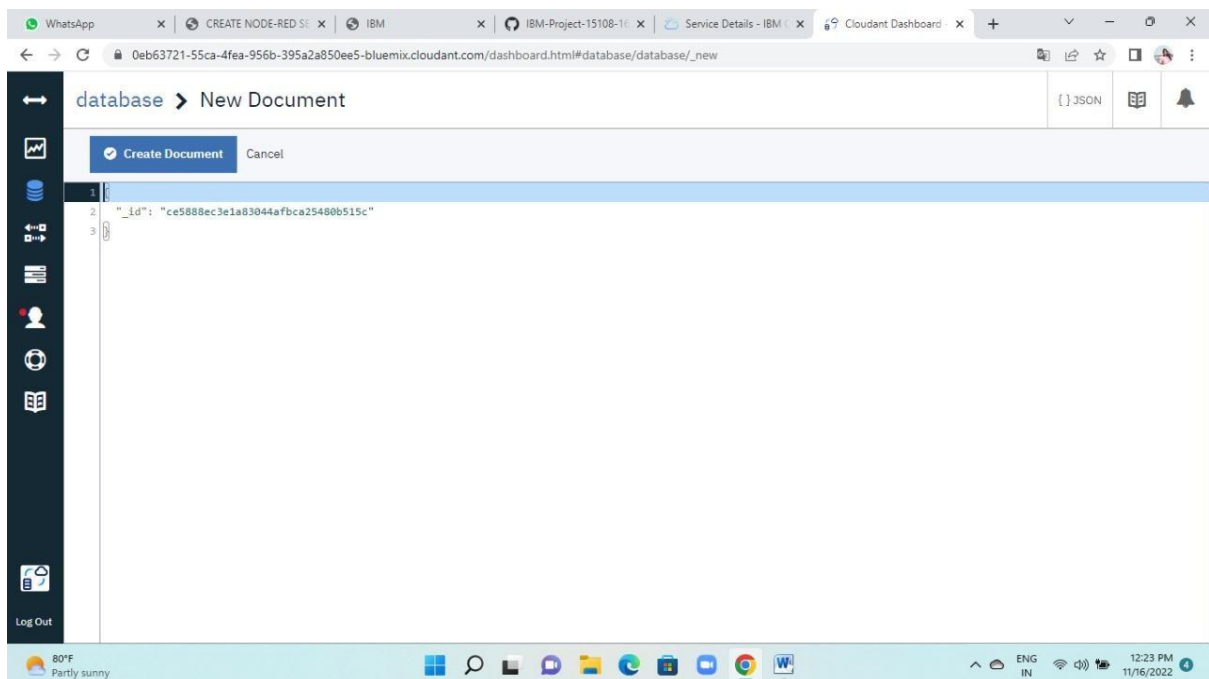 WhatsApp
CREATE NODE-RED SE
IBM
IBM-Project-15108-16
Service Details - IBM C
Cloudant Dashboard -
0eb63721-55ca-4fea-956b-395a2a850ee5-bluemix.cloudant.com/dashboard.html#database/database/_new
database > New Document
{ } JSON
Create Document
Cancel
1 {
2 "_id": "ce5888ec3e1a83044afbca25480b515c"
3 }
Log Out
80°F
Partly sunny
ENG
IN
12:23 PM
11/16/2022
4